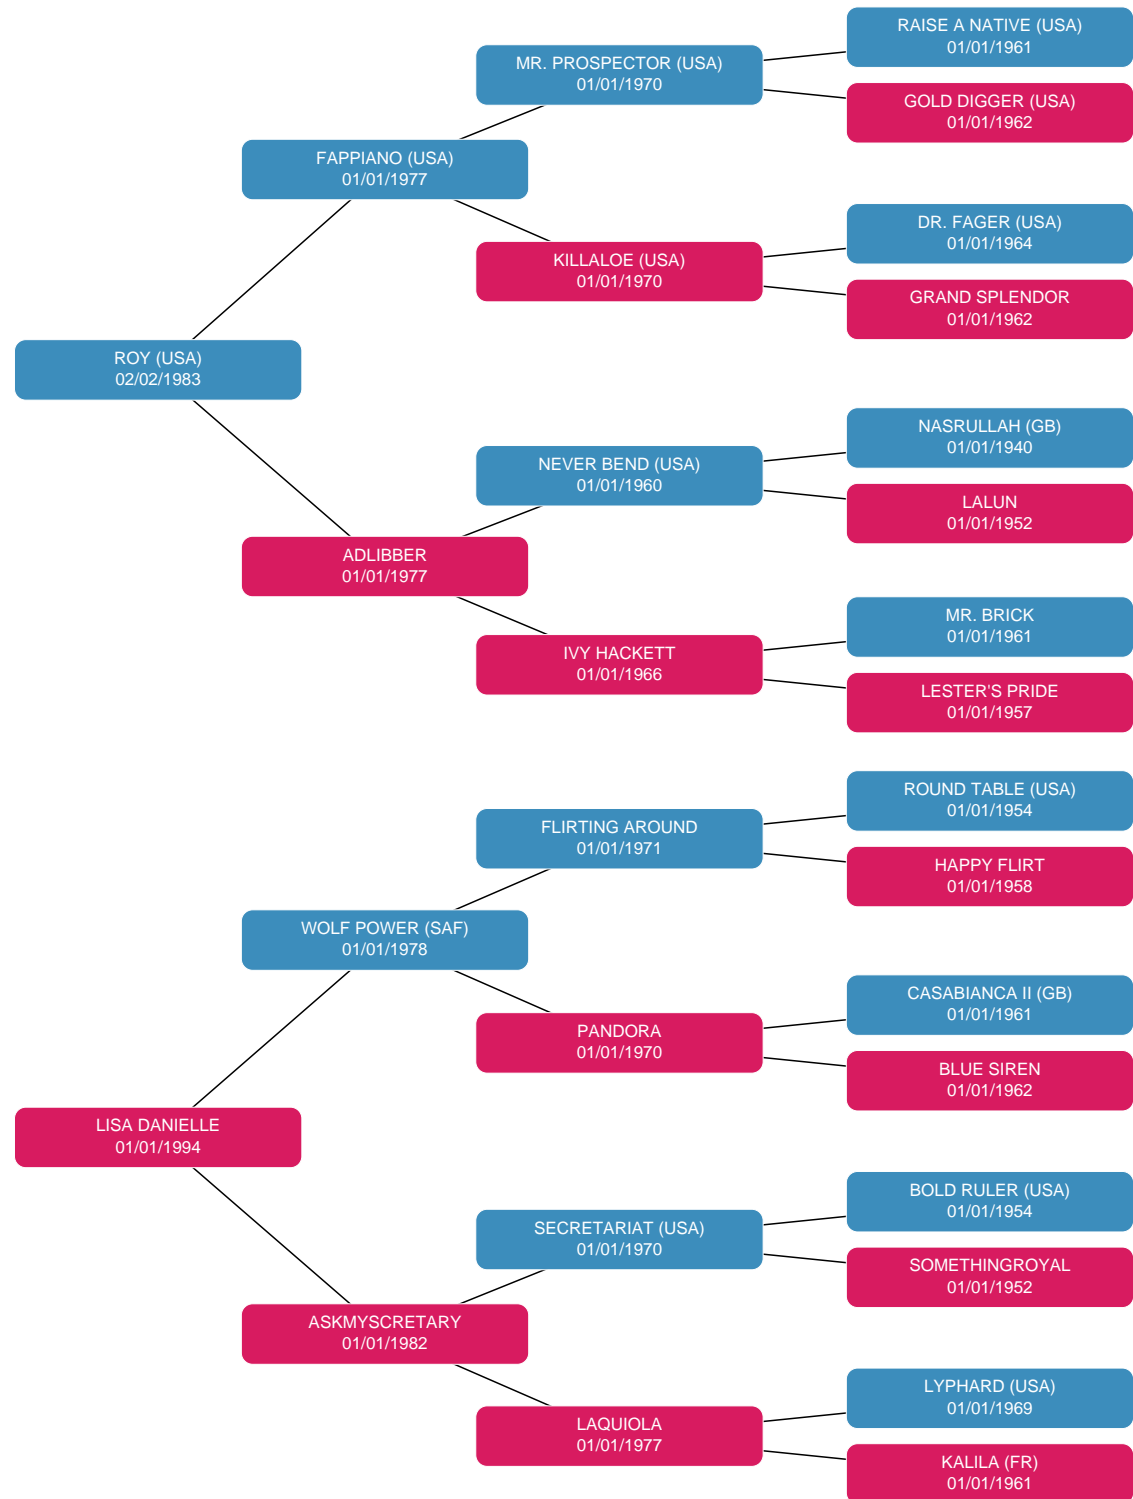 RAISE A NATIVE (USA)
01/01/1961
MR. PROSPECTOR (USA)
01/01/1970
GOLD DIGGER (USA)
01/01/1962
FAPPIANO (USA)
01/01/1977
DR. FAGER (USA)
01/01/1964
KILLALOE (USA)
01/01/1970
GRAND SPLENDOR
01/01/1962
ROY (USA)
02/02/1983
NASRULLAH (GB)
01/01/1940
NEVER BEND (USA)
01/01/1960
LALUN
01/01/1952
ADLIBBER
01/01/1977
MR. BRICK
01/01/1961
IVY HACKETT
01/01/1966
LESTER'S PRIDE
01/01/1957
ROUND TABLE (USA)
01/01/1954
FLIRTING AROUND
01/01/1971
HAPPY FLIRT
01/01/1958
WOLF POWER (SAF)
01/01/1978
CASABIANCA II (GB)
01/01/1961
PANDORA
01/01/1970
BLUE SIREN
01/01/1962
LISA DANIELLE
01/01/1994
BOLD RULER (USA)
01/01/1954
SECRETARIAT (USA)
01/01/1970
SOMETHINGROYAL
01/01/1952
ASKMYSCRETARY
01/01/1982
LYPHARD (USA)
01/01/1969
LAQUIOLA
01/01/1977
KALILA (FR)
01/01/1961